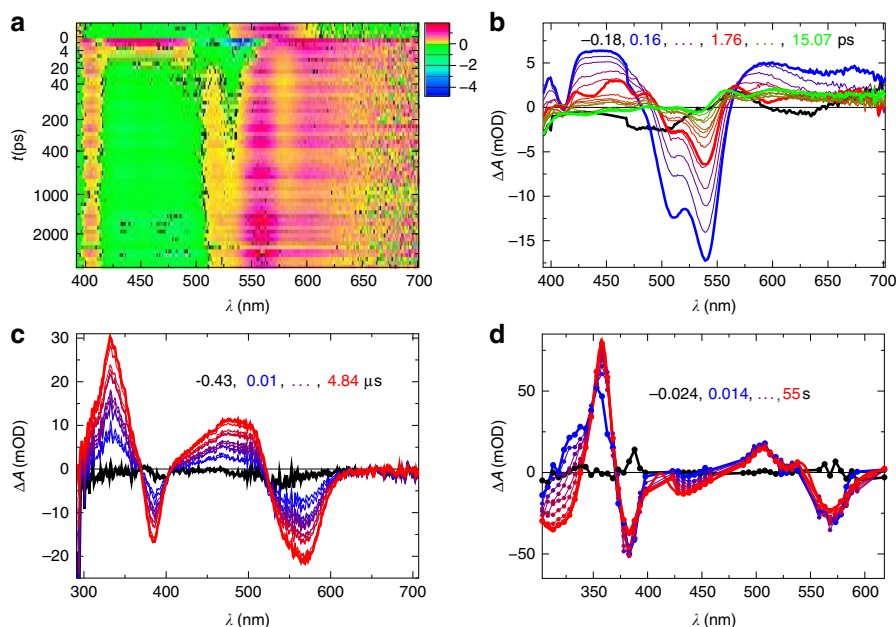 a
0
4
20
40
200
400
1000
2000
t(ps)
400 450 500 550 600 650 700
λ (nm)
2
0
−2
−4
b
−0.18, 0.16, . . . , 1.76, . . . , 15.07 ps
5
0
−5
−10
−15
ΔA (mOD)
400 450 500 550 600 650 700
λ (nm)
c
-0.43, 0.01, . . . , 4.84 μs
30
20
10
0
−10
−20
ΔA (mOD)
300 400 500 600 700
λ (nm)
d
−0.024, 0.014, . . . , 55 s
50
0
−50
ΔA (mOD)
350 400 450 500 550 600
λ (nm)